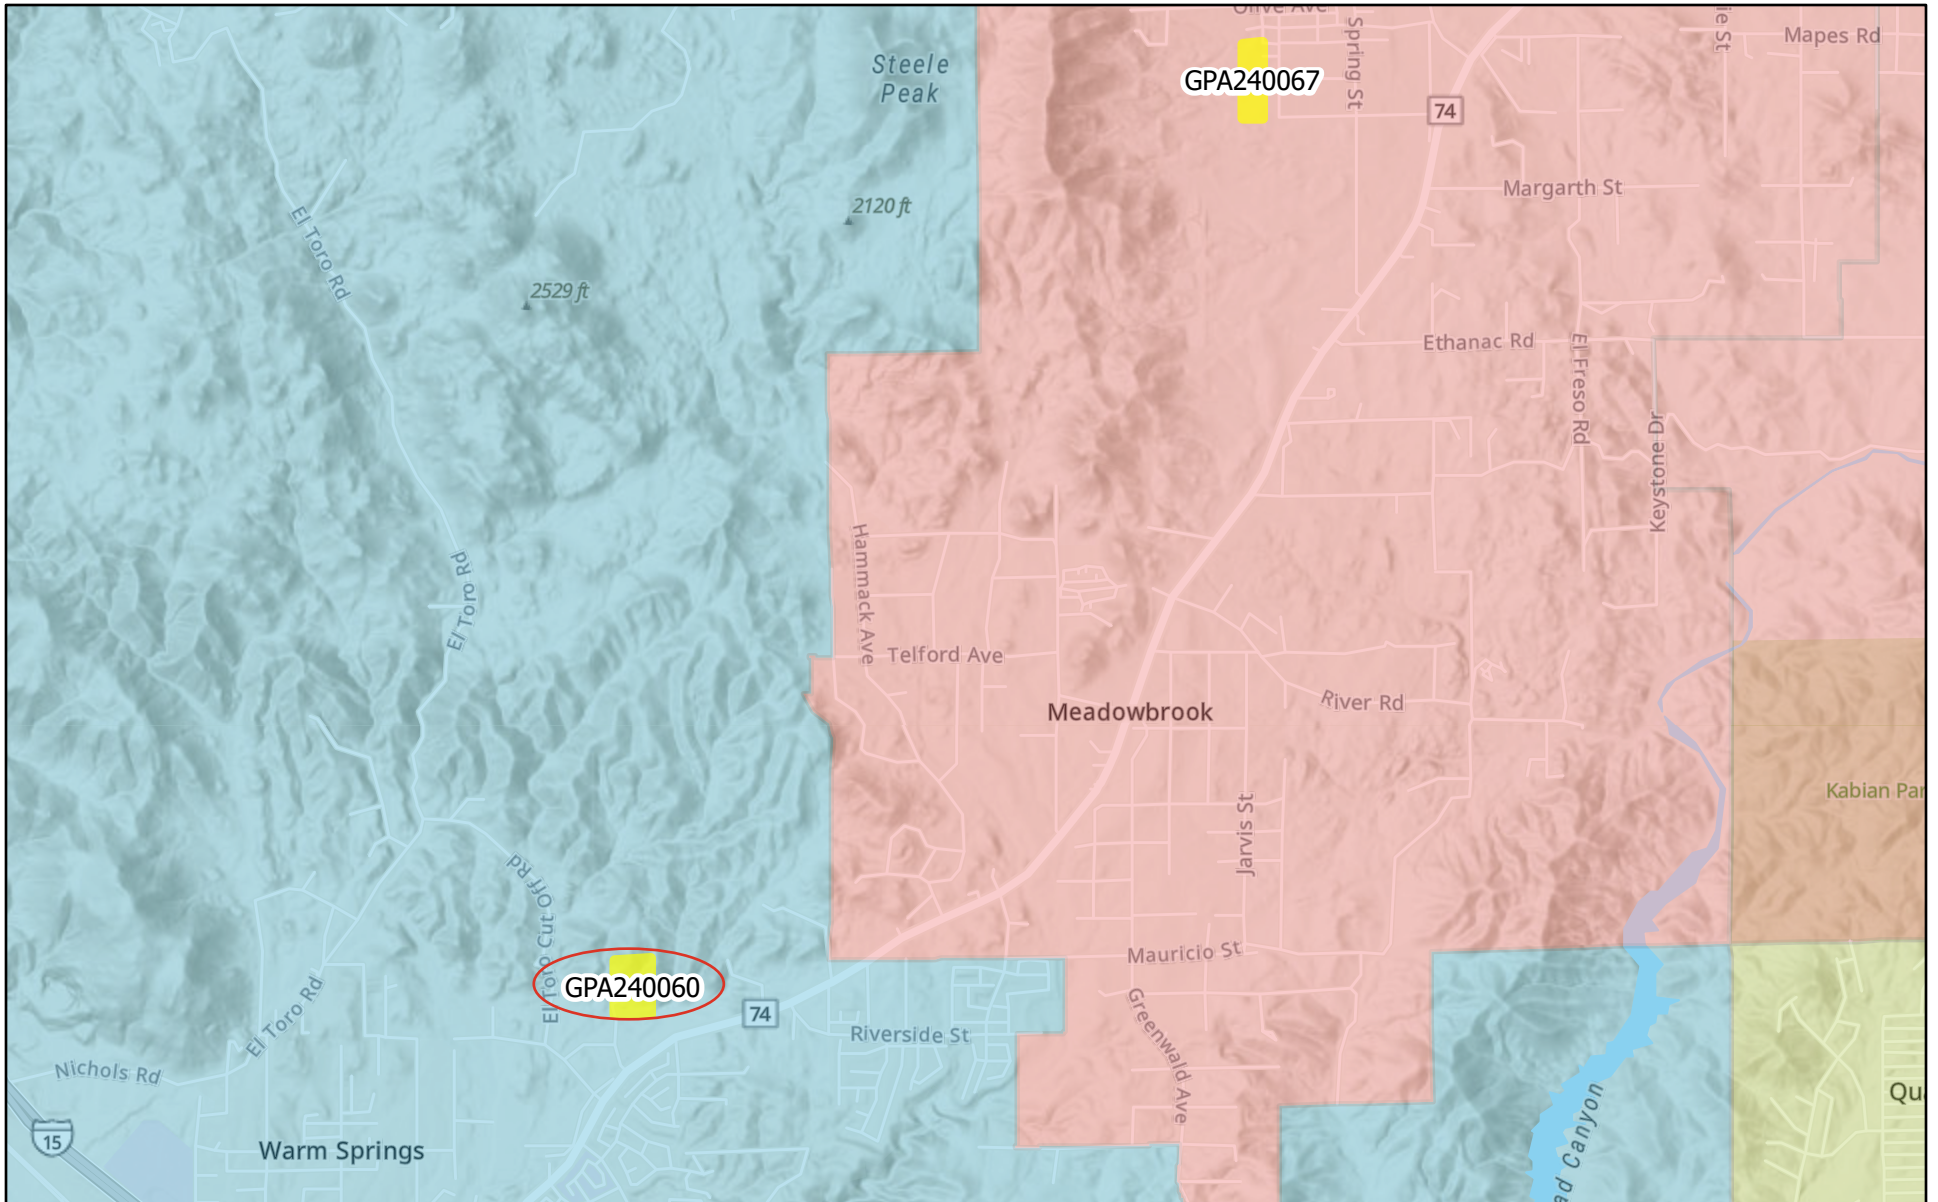 Olive Ave
Spring St
ie St
Mapes Rd
Steele
Peak
GPA240067
74
2120 ft
Margarth St
El Toro Rd
2529 ft
Ethanac Rd
El Freso Rd
Keystone Dr
Hammack Ave
El Toro Rd
Telford Ave
Meadowbrook
River Rd
Kabian Par
Jarvis St
El Toro Cut Off Rd
Mauricio St
GPA240060
74
El Toro Rd
Riverside St
Greenwald Ave
Nichols Rd
15
Warm Springs
Qu
ad Canyon